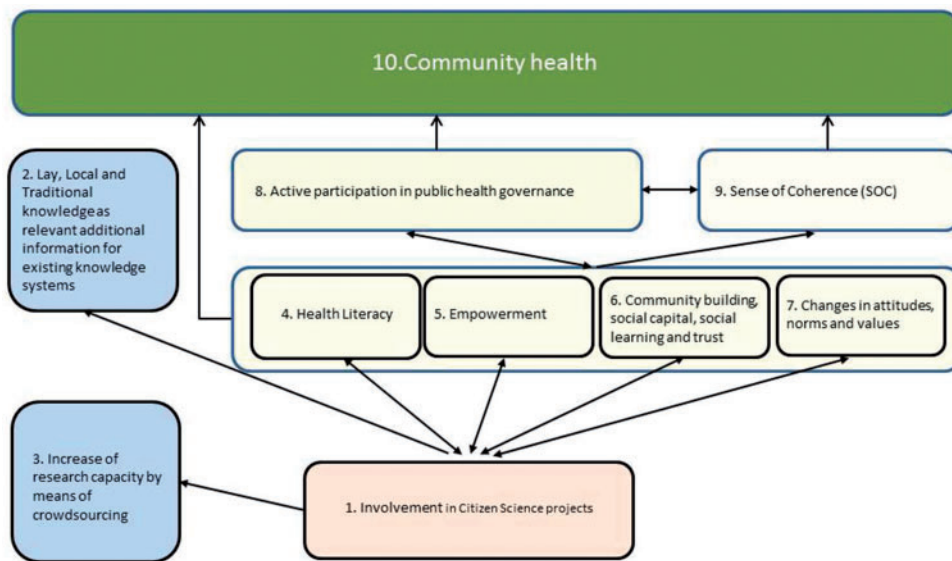 10.Community health
8. Active participation in public health governance
9. Sense of Coherence (SOC)
2. Lay, Local and
Traditional
knowledge as
relevant additional
information for
existing knowledge
systems
4. Health Literacy
5. Empowerment
6. Community building,
social capital, social
learning and trust
7. Changes in attitudes,
norms and values
3. Increase of
research capacity by
means of
crowdsourcing
1. Involvement in Citizen Science projects